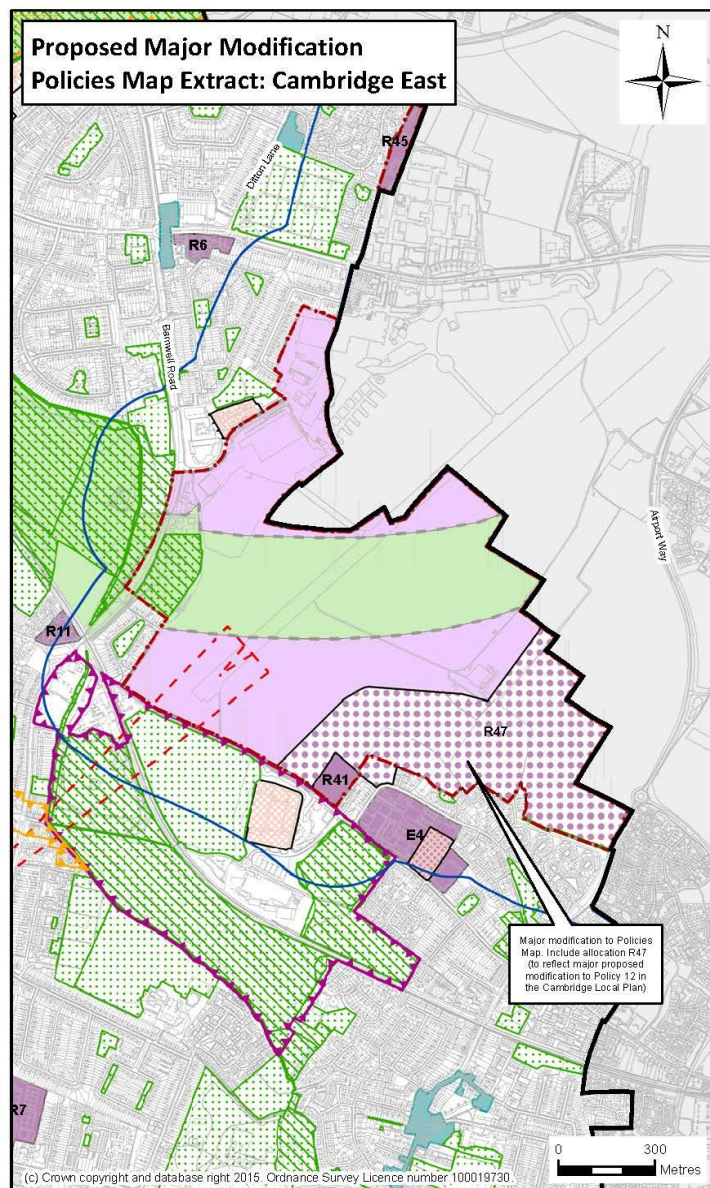 Proposed Major Modification
Policies Map Extract: Cambridge East
N
R45
Ditton Lane
R6
Barnwell Road
Airport Way
R11
R47
R41
E4
Major modification to Policies
Map. Include allocation R47
(to reflect major proposed
modification to Policy 12 in
the Cambridge Local Plan)
R7
0 300
Metres
(c) Crown copyright and database right 2015. Ordnance Survey Licence number 100019730.